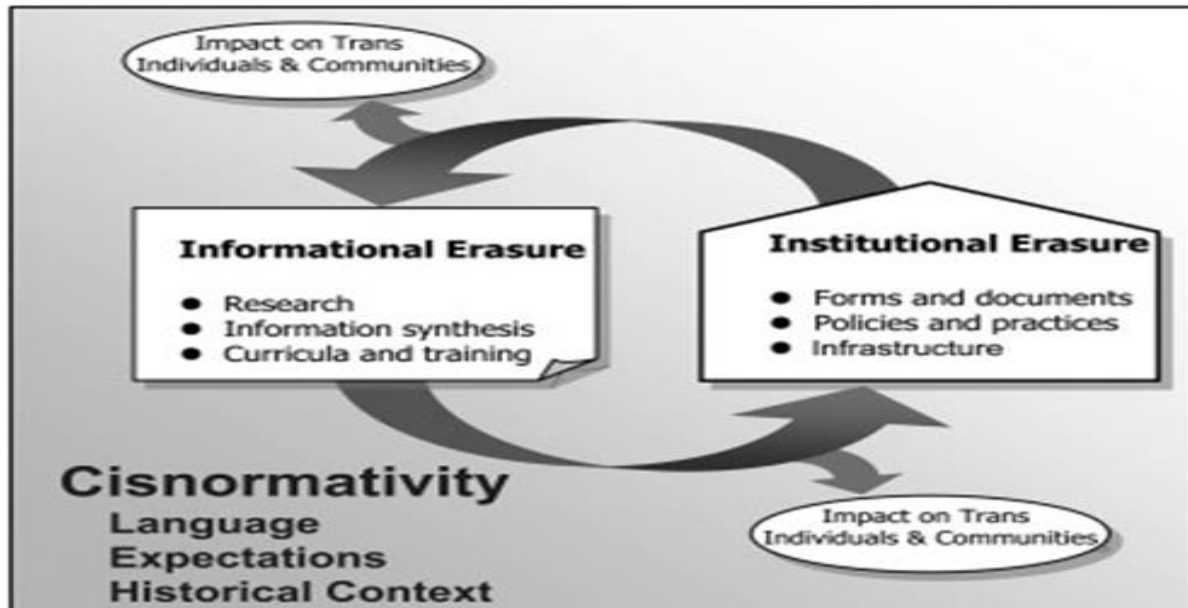 Impact on Trans
Individuals & Communities
Informational Erasure
● Research
● Information synthesis
● Curricula and training
Institutional Erasure
● Forms and documents
● Policies and practices
● Infrastructure
Cisnormativity
Language
Expectations
Historical Context
Impact on Trans
Individuals & Communities